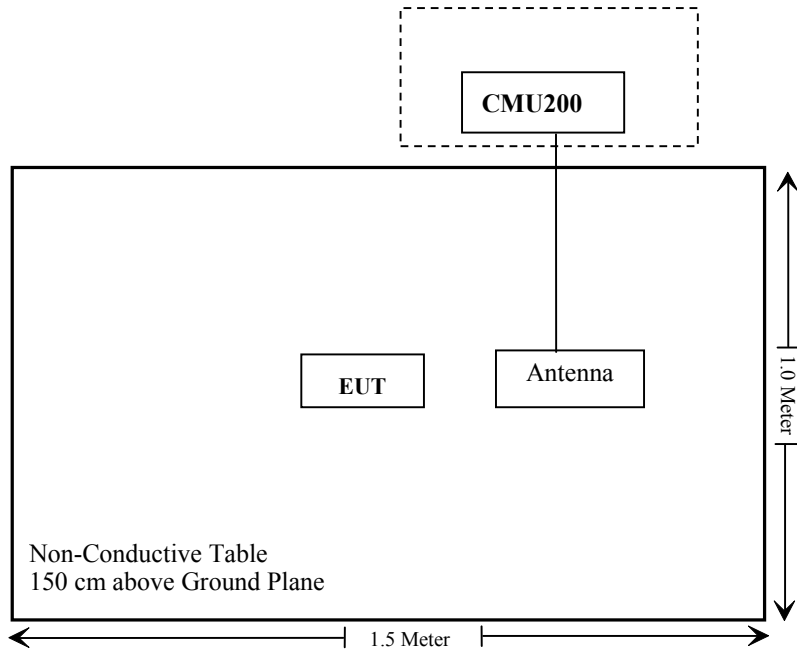 CMU200
EUT
Antenna
1.0 Meter
Non-Conductive Table
150 cm above Ground Plane
1.5 Meter